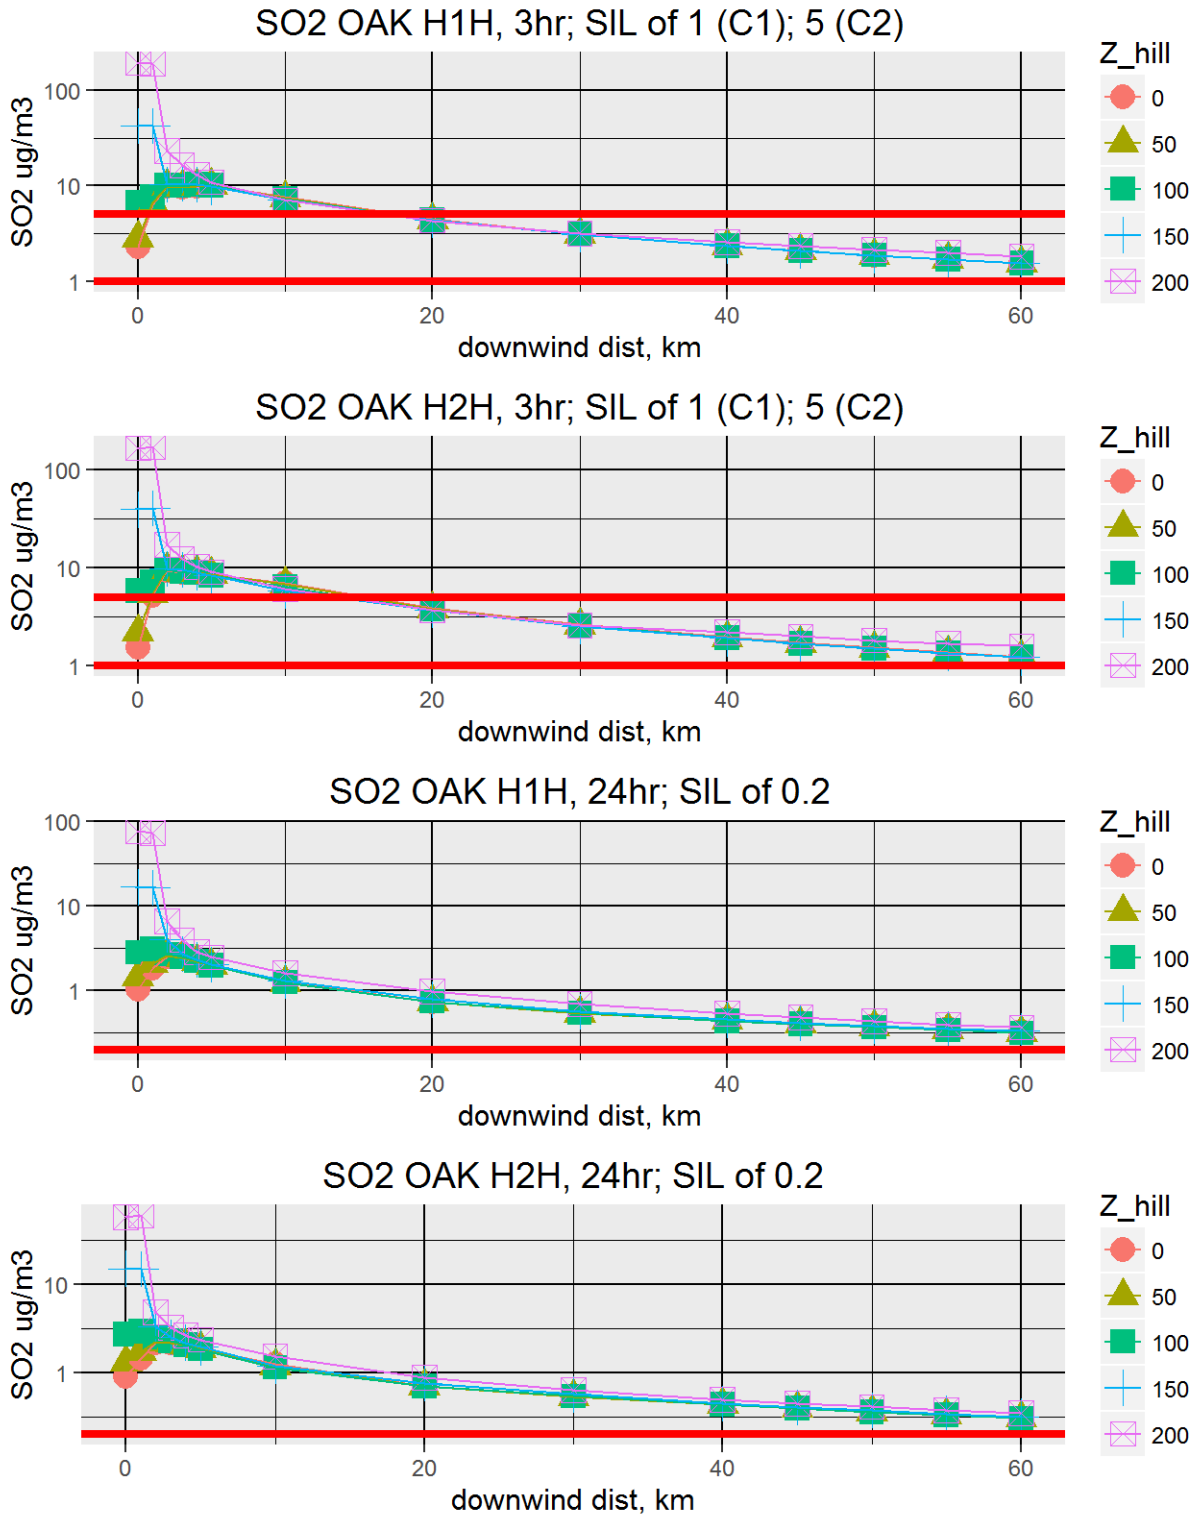 SO2 OAK H1H, 3hr; SIL of 1 (C1); 5 (C2)
SO2 ug/m3
100
10
1
0 20 40 60
downwind dist, km
Z_hill
0
50
100
150
200
SO2 OAK H2H, 3hr; SIL of 1 (C1); 5 (C2)
SO2 ug/m3
100
10
1
0 20 40 60
downwind dist, km
Z_hill
0
50
100
150
200
SO2 OAK H1H, 24hr; SIL of 0.2
SO2 ug/m3
100
10
1
0 20 40 60
downwind dist, km
Z_hill
0
50
100
150
200
SO2 OAK H2H, 24hr; SIL of 0.2
SO2 ug/m3
10
1
0 20 40 60
downwind dist, km
Z_hill
0
50
100
150
200